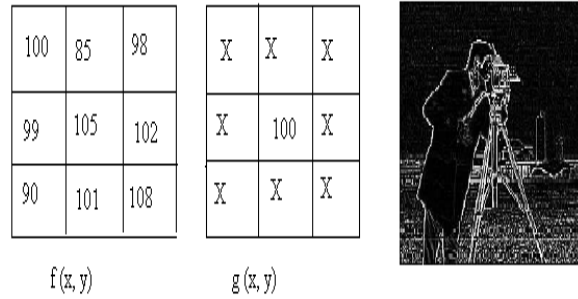 100 85 98 X X X
99 105 102 X 100 X
90 101 108 X X X
f(x, y) g(x, y)